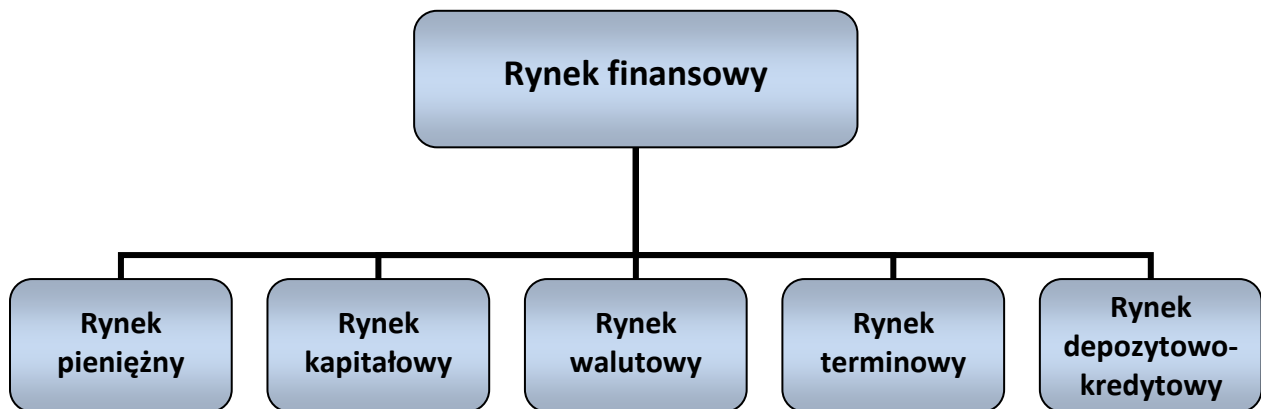 Rynek finansowy
Rynek
pieniężny
Rynek
kapitałowy
Rynek
walutowy
Rynek
terminowy
Rynek
depozytowo-
kredytowy